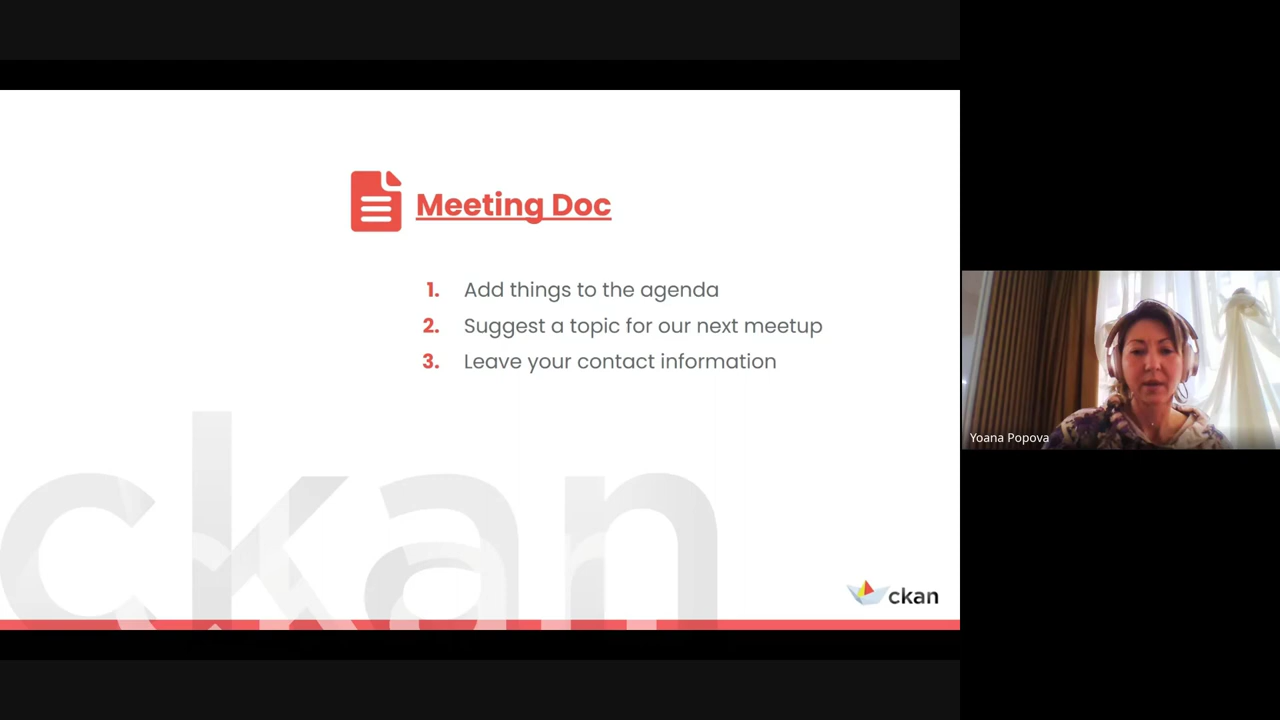 Meeting Doc
1. Add things to the agenda
2. Suggest a topic for our next meetup
3. Leave your contact information
ckan
ckan
Yoana Popova